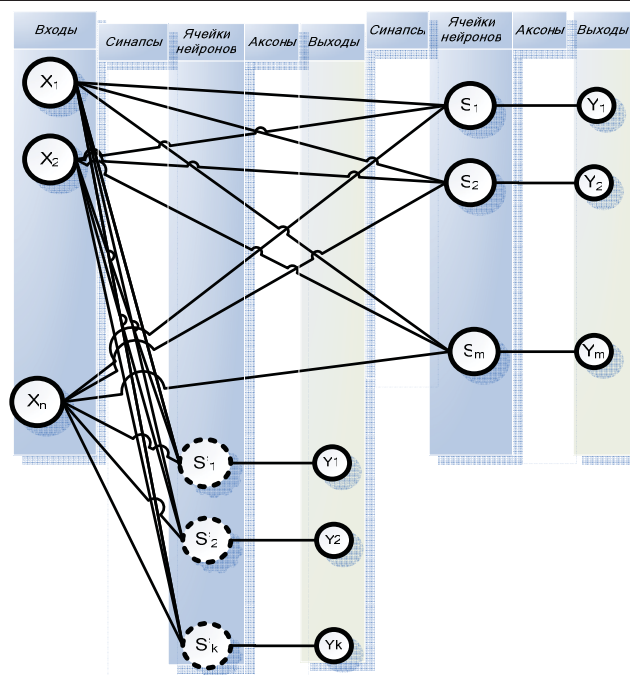 Входы
Синапсы
Ячейки
нейронов
Аксоны
Выходы
Синапсы
Ячейки
нейронов
Аксоны
Выходы
X1
S1
Y1
X2
S2
Y2
Sm
Ym
Xn
S'1
Y1
S'2
Y2
S'k
Yk